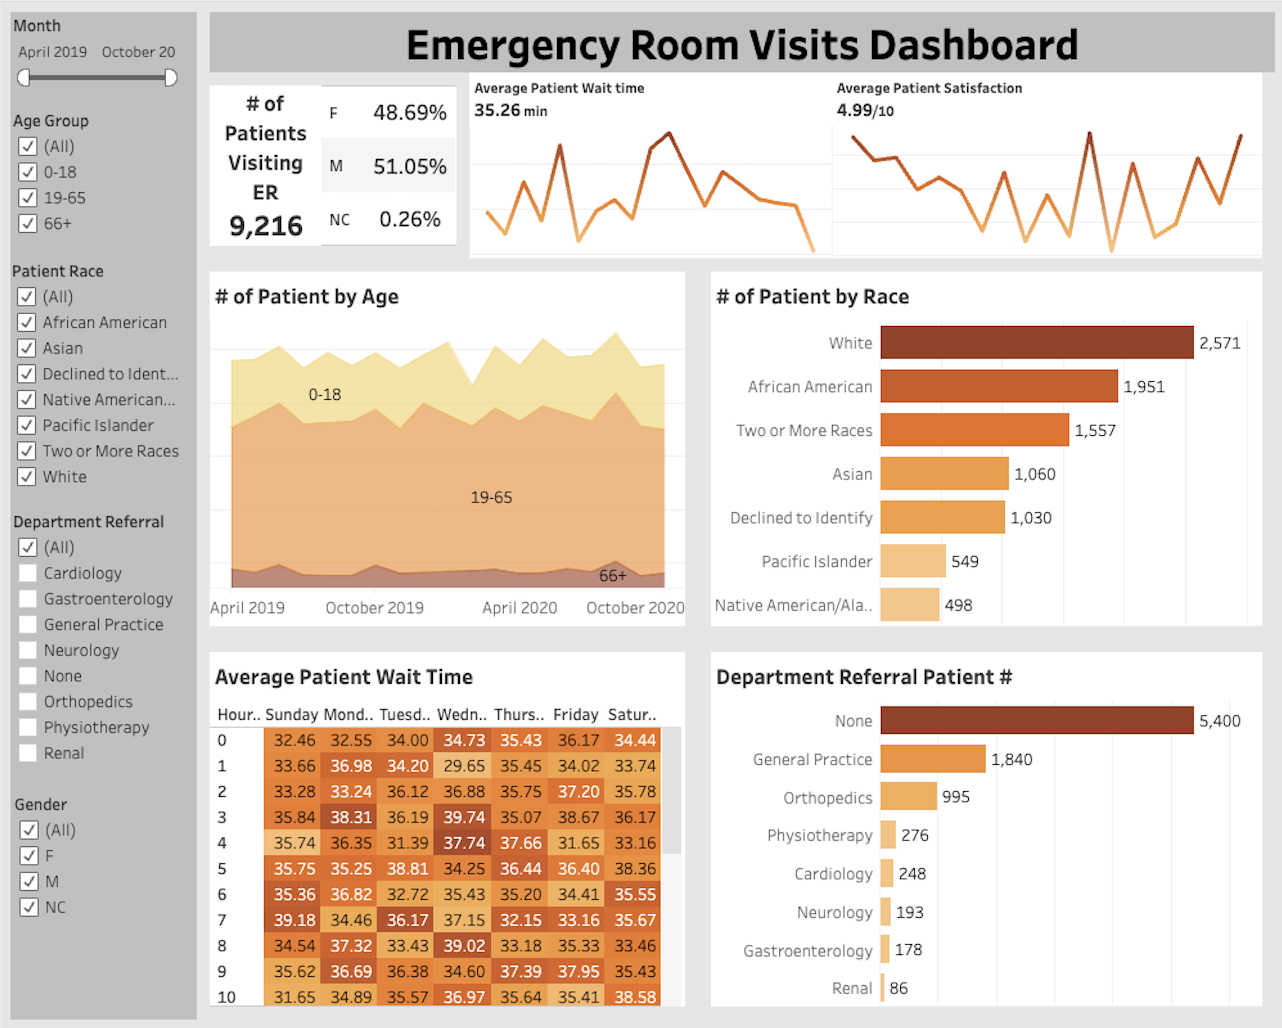 Month
April 2019 October 20
Age Group
(All)
0-18
19-65
66+
Patient Race
(All)
African American
Asian
Declined to Ident...
Native American...
Pacific Islander
Two or More Races
White
Department Referral
(All)
Cardiology
Gastroenterology
General Practice
Neurology
None
Orthopedics
Physiotherapy
Renal
Gender
(All)
F
M
NC
Emergency Room Visits Dashboard
# of
Patients
Visiting
ER
9,216
F 48.69%
M 51.05%
NC 0.26%
Average Patient Wait time
35.26 min
Average Patient Satisfaction
4.99/10
# of Patient by Age
0-18
19-65
66+
April 2019 October 2019 April 2020 October 2020
# of Patient by Race
White 2,571
African American 1,951
Two or More Races 1,557
Asian 1,060
Declined to Identify 1,030
Pacific Islander 549
Native American/Ala.. 498
Average Patient Wait Time
Hour.. Sunday Mond.. Tuesd.. Wedn.. Thurs.. Friday Satur..
0 32.46 32.55 34.00 34.73 35.43 36.17 34.44
1 33.66 36.98 34.20 29.65 35.45 34.02 33.74
2 33.28 33.24 36.12 36.88 35.75 37.20 35.78
3 35.84 38.31 36.19 39.74 35.07 38.67 36.17
4 35.74 36.35 31.39 37.74 37.66 31.65 33.16
5 35.75 35.25 38.81 34.25 36.44 36.40 38.36
6 35.36 36.82 32.72 35.43 35.20 34.41 35.55
7 39.18 34.46 36.17 37.15 32.15 33.16 35.67
8 34.54 37.32 33.43 39.02 33.18 35.33 33.46
9 35.62 36.69 36.38 34.60 37.39 37.95 35.43
10 31.65 34.89 35.57 36.97 35.64 35.41 38.58
Department Referral Patient #
None 5,400
General Practice 1,840
Orthopedics 995
Physiotherapy 276
Cardiology 248
Neurology 193
Gastroenterology 178
Renal 86